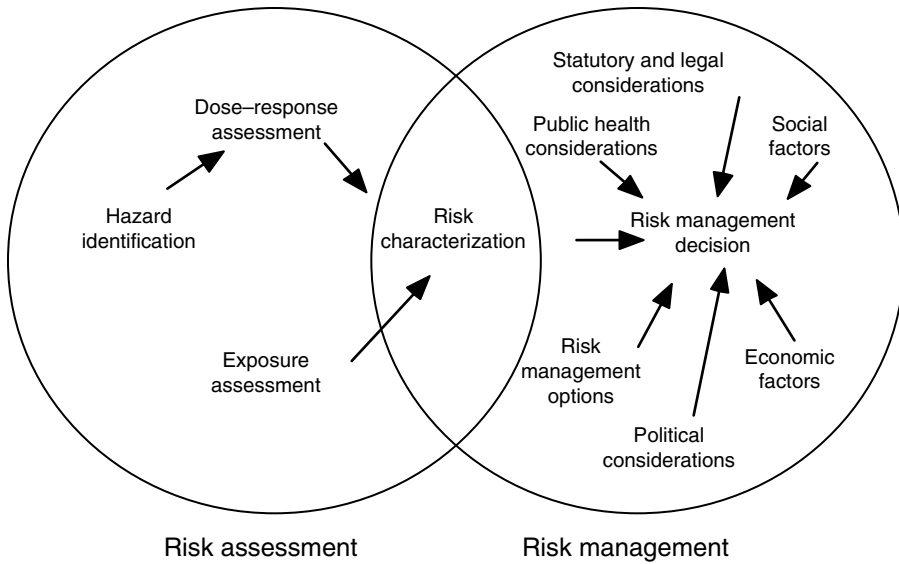 Statutory and legal
considerations
Dose–response
assessment
Public health
considerations
Social
factors
Hazard
identification
Risk
characterization
Risk management
decision
Exposure
assessment
Risk
management
options
Economic
factors
Political
considerations
Risk assessment
Risk management